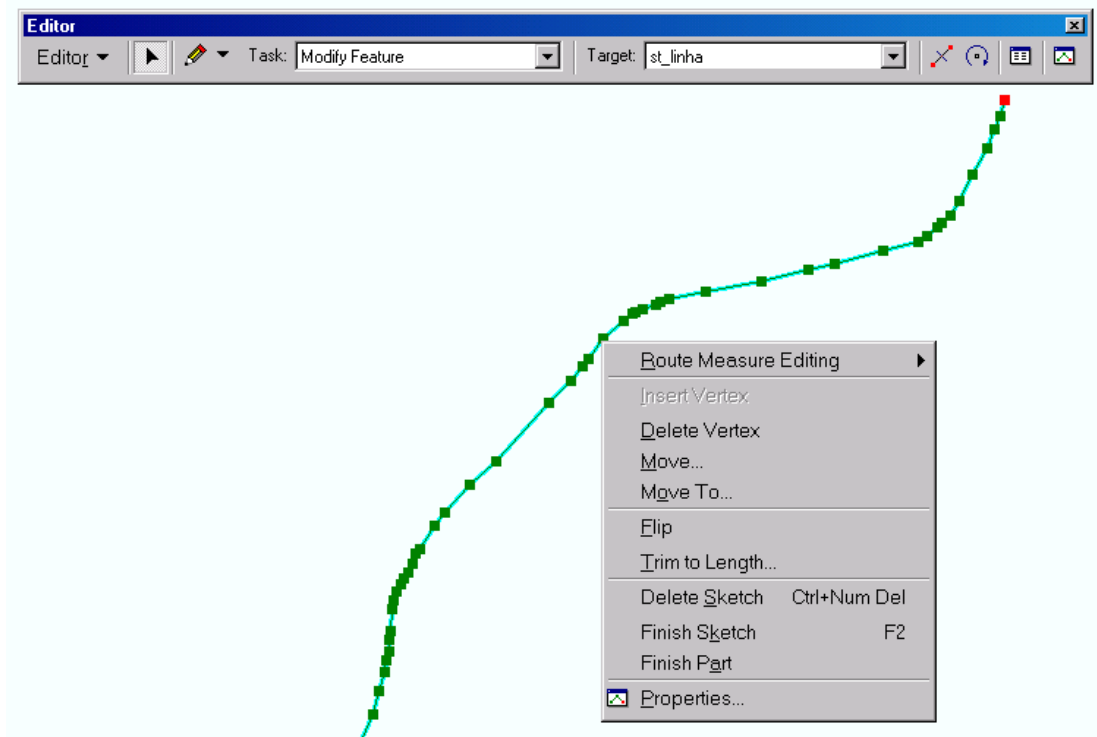 Editor
Editor Task: Modify Feature Target: st_linha
Route Measure Editing
Insert Vertex
Delete Vertex
Move...
Move To...
Flip
Trim to Length...
Delete Sketch Ctrl+Num Del
Finish Sketch F2
Finish Part
Properties...